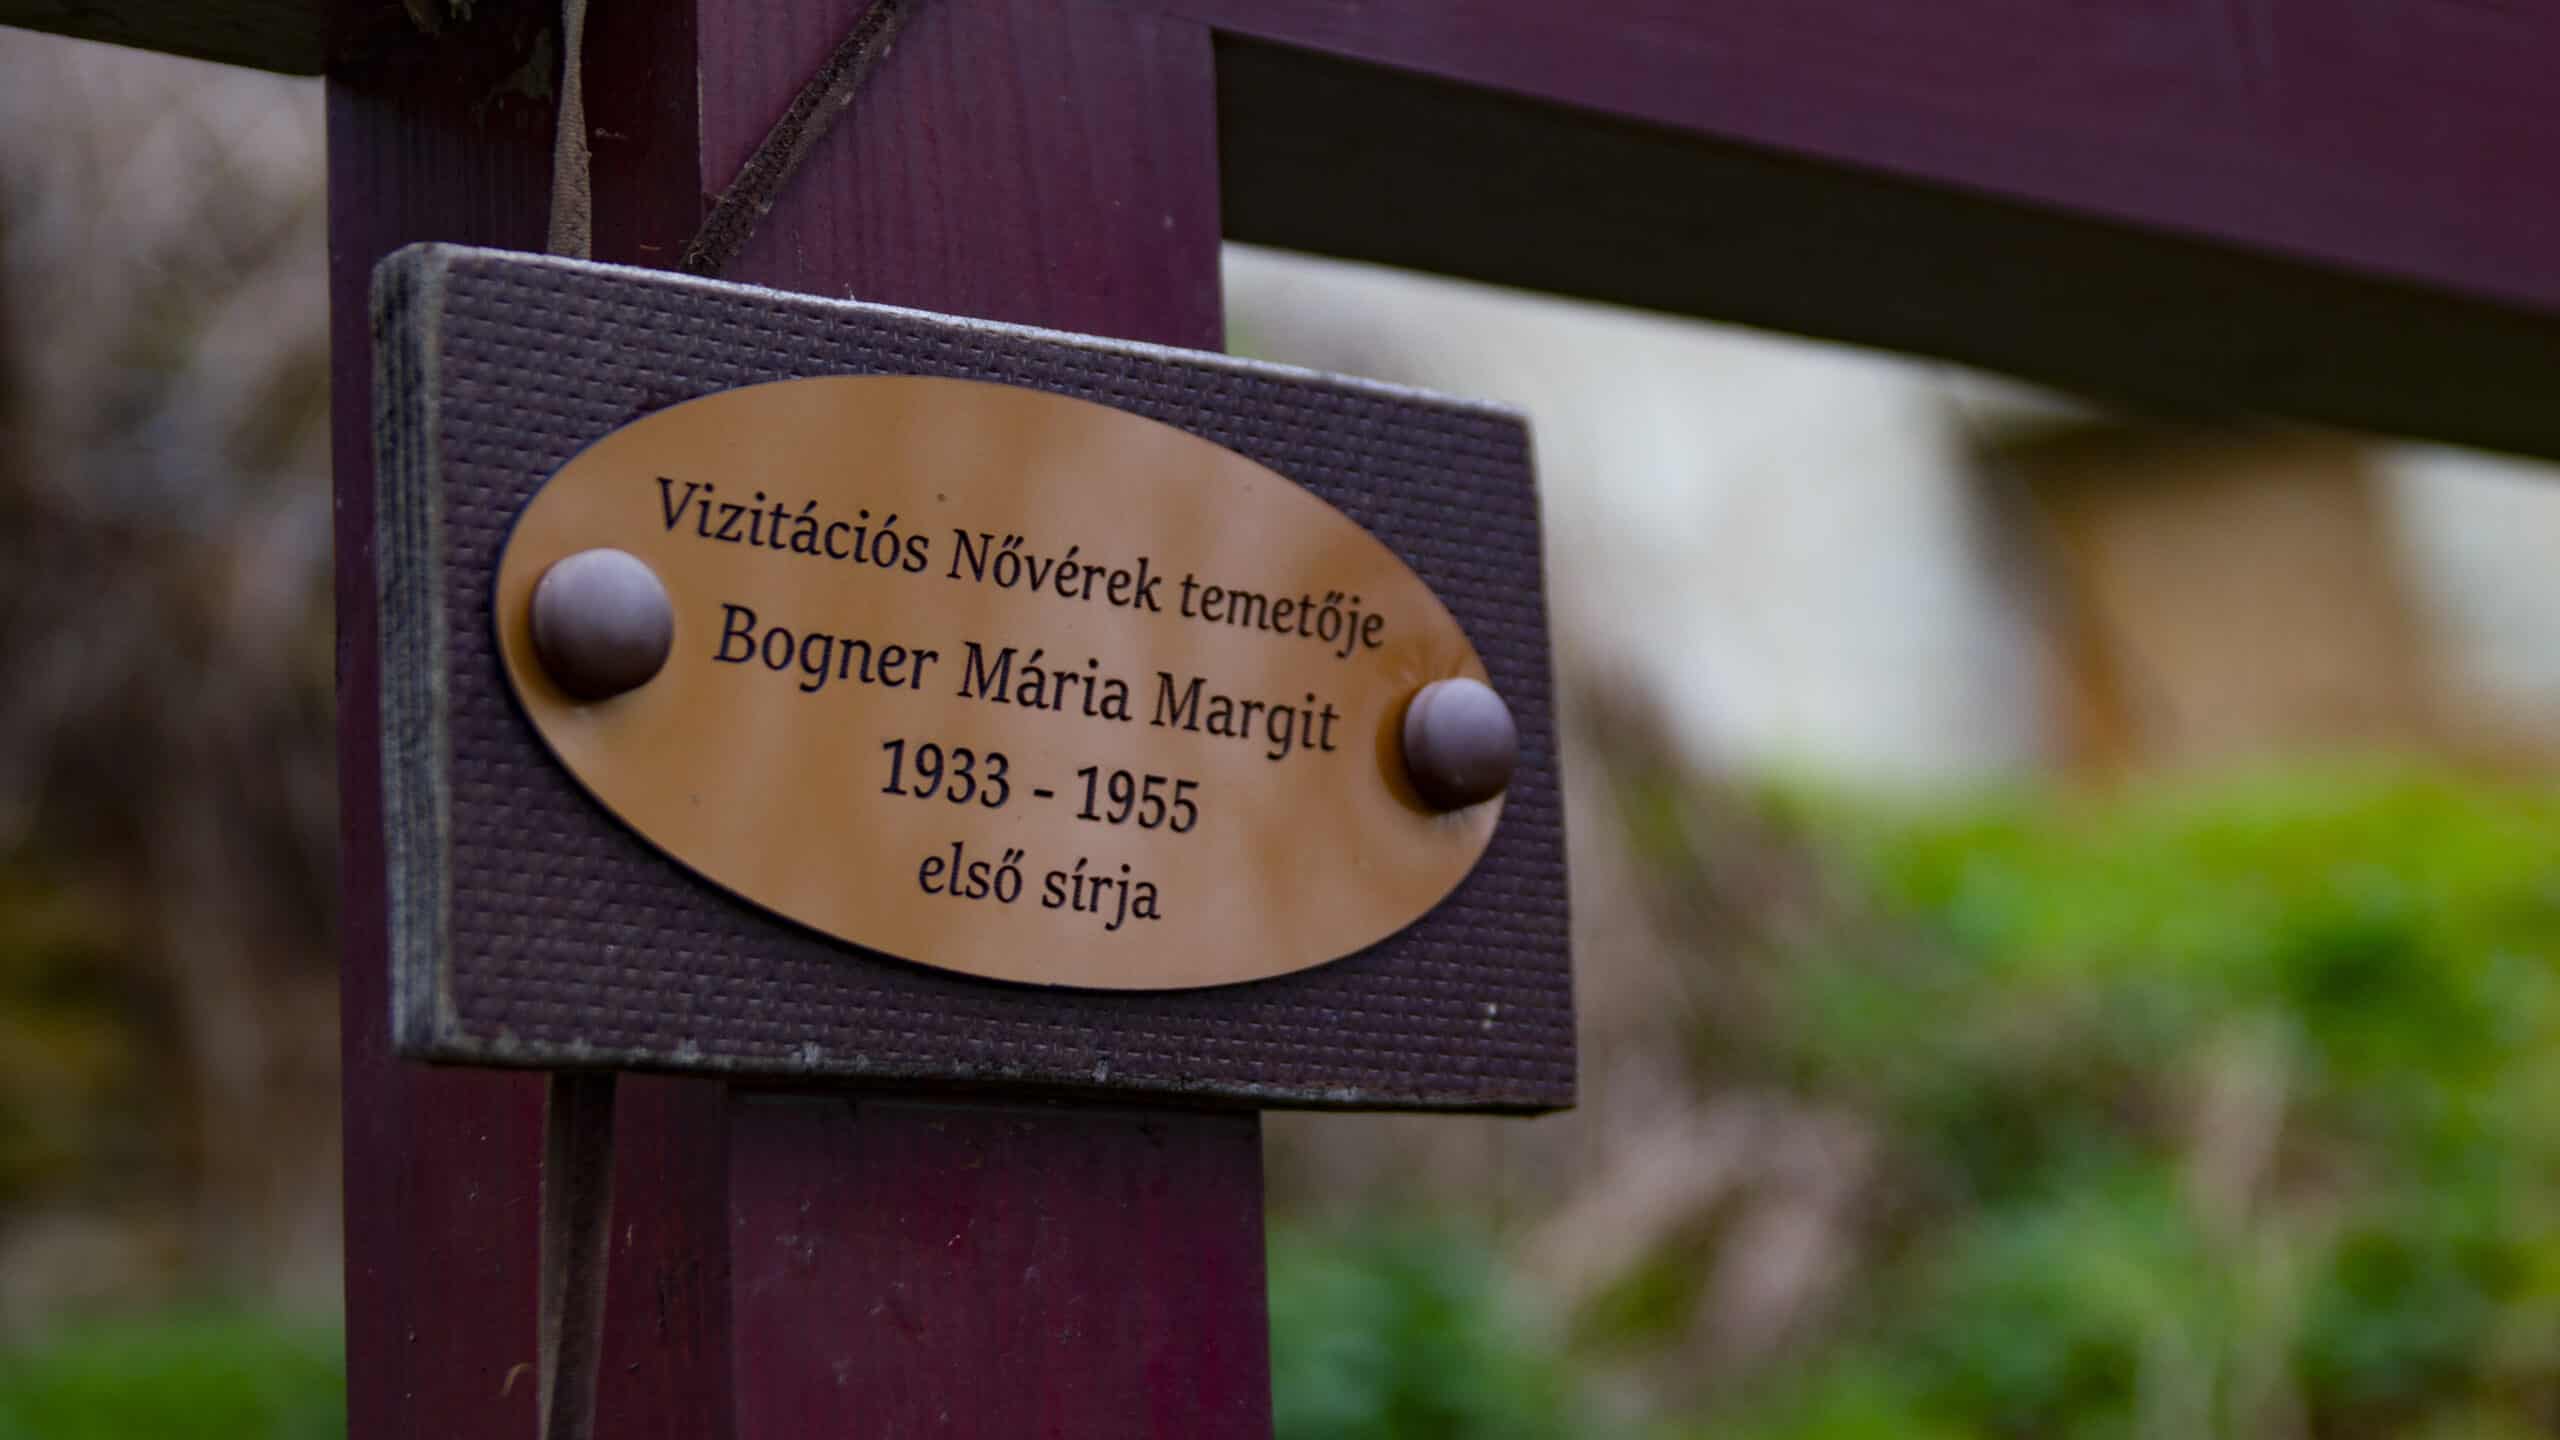 Vizitációs Nővérek temetője
Bogner Mária Margit
1933 - 1955
első sírja